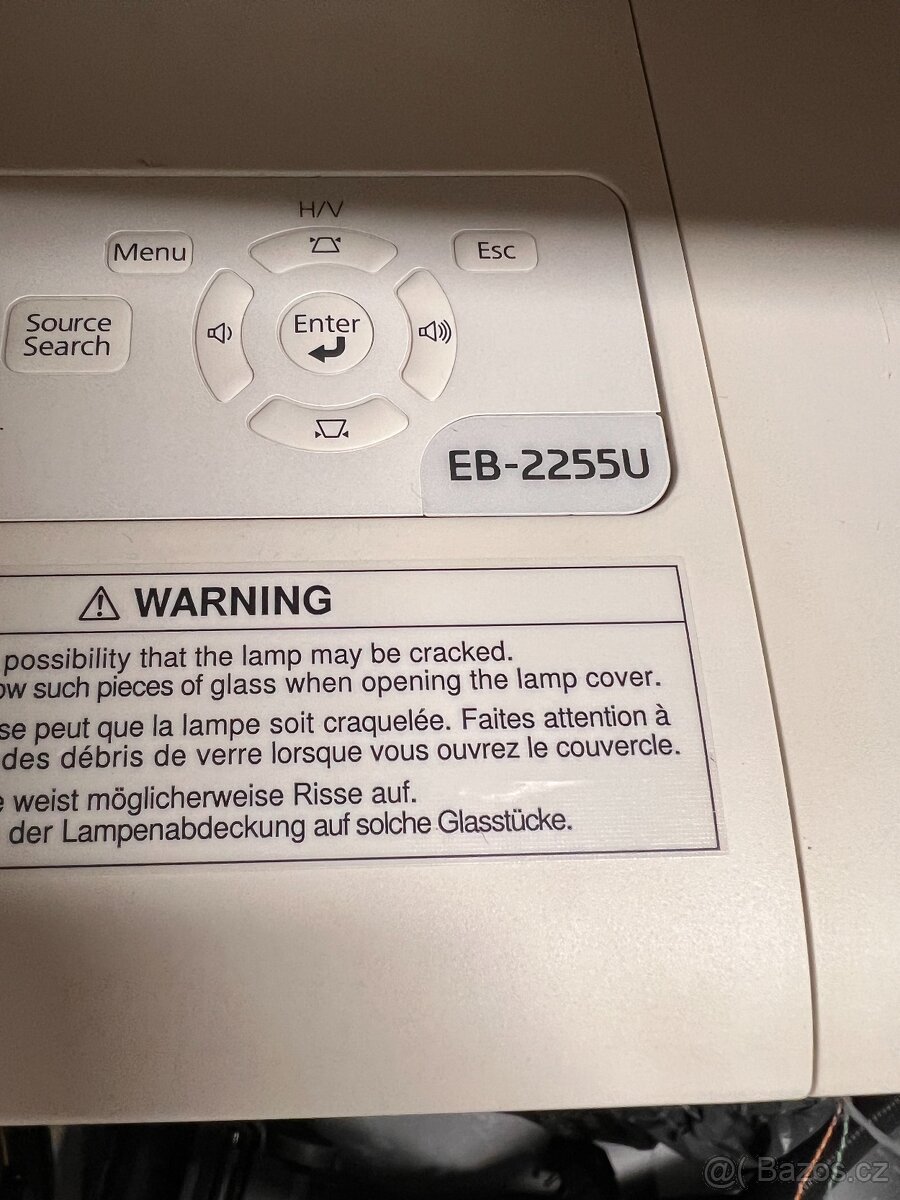 H/V
Menu
Esc
Source
Search
Enter
EB-2255U
WARNING
possibility that the lamp may be cracked.
such pieces of glass when opening the lamp cover.
se peut que la lampe soit craquelée. Faites attention à
des débris de verre lorsque vous ouvrez le couvercle.
weist möglicherweise Risse auf.
der Lampenabdeckung auf solche Glasstücke.
@( Bazos.cz